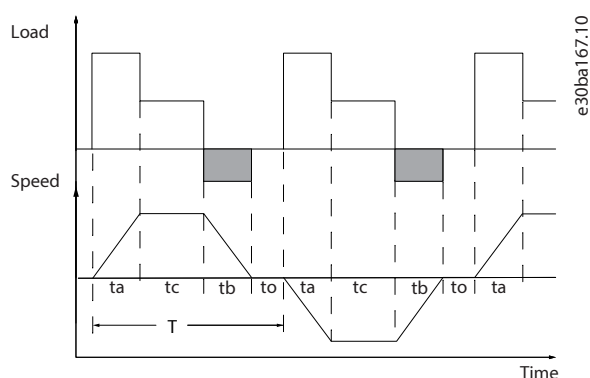 Load
e30ba167.10
Speed
ta tc tb to ta tc tb to ta
T
Time